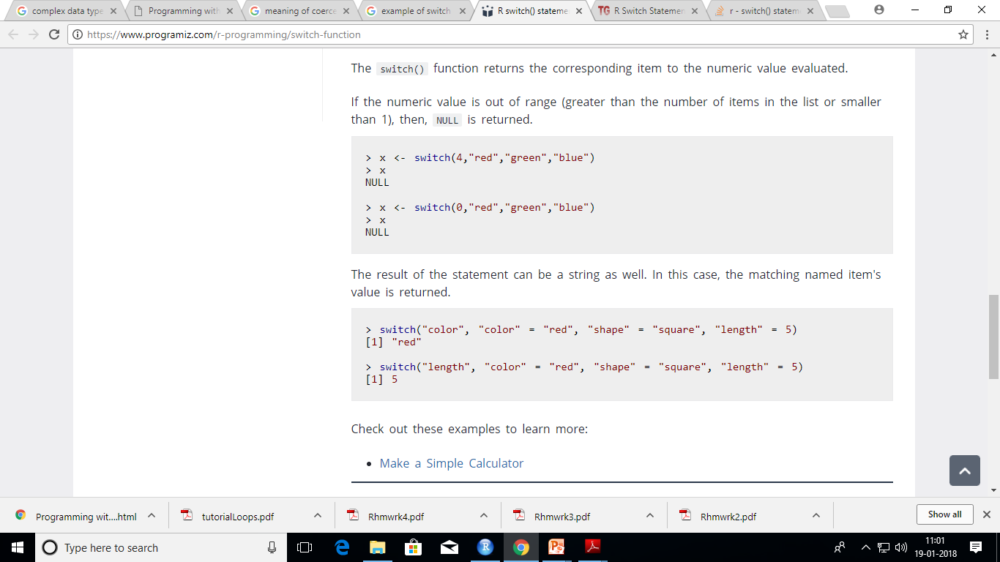 complex data type
Programming with
meaning of coerce
example of switch
R switch() stateme
TG R Switch Statemen
r - switch() statem
https://www.programiz.com/r-programming/switch-function
The switch() function returns the corresponding item to the numeric value evaluated.
If the numeric value is out of range (greater than the number of items in the list or smaller
than 1), then, NULL is returned.
> x <- switch(4,"red","green","blue")
> x
NULL
> x <- switch(0,"red","green","blue")
> x
NULL
The result of the statement can be a string as well. In this case, the matching named item's
value is returned.
> switch("color", "color" = "red", "shape" = "square", "length" = 5)
[1] "red"
> switch("length", "color" = "red", "shape" = "square", "length" = 5)
[1] 5
Check out these examples to learn more:
• Make a Simple Calculator
Programming wit....html
tutorialLoops.pdf
Rhmwrk4.pdf
Rhmwrk3.pdf
Rhmwrk2.pdf
Show all
Type here to search
11:01
19-01-2018